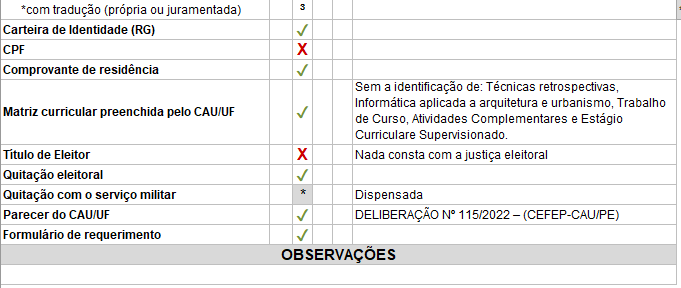 *com tradução (própria ou juramentada) 3
Carteira de Identidade (RG) ✓
CPF X
Comprovante de residência ✓
Matriz curricular preenchida pelo CAU/UF ✓
Sem a identificação de: Técnicas retrospectivas,
Informática aplicada a arquitetura e urbanismo, Trabalho
de Curso, Atividades Complementares e Estágio
Curriculare Supervisionado.
Título de Eleitor X Nada consta com a justiça eleitoral
Quitação eleitoral ✓
Quitação com o serviço militar * Dispensada
Parecer do CAU/UF ✓ DELIBERAÇÃO Nº 115/2022 – (CEFEP-CAU/PE)
Formulário de requerimento ✓
OBSERVAÇÕES